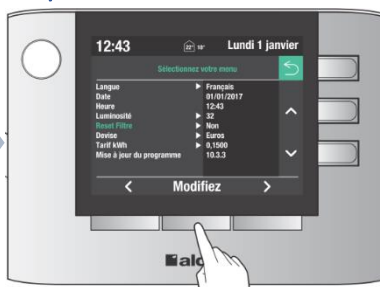 12:43 22° 18° Lundi 1 janvier
Sélectionnez votre menu
Langue ▶ Français
Date 01/01/2017
Heure 12:43
Luminosité ▶ 32
Reset Filtre ▶ Non
Devise ▶ Euros
Tarif kWh ▶ 0,1500
Mise à jour du programme 10.3.3
< Modifiez >